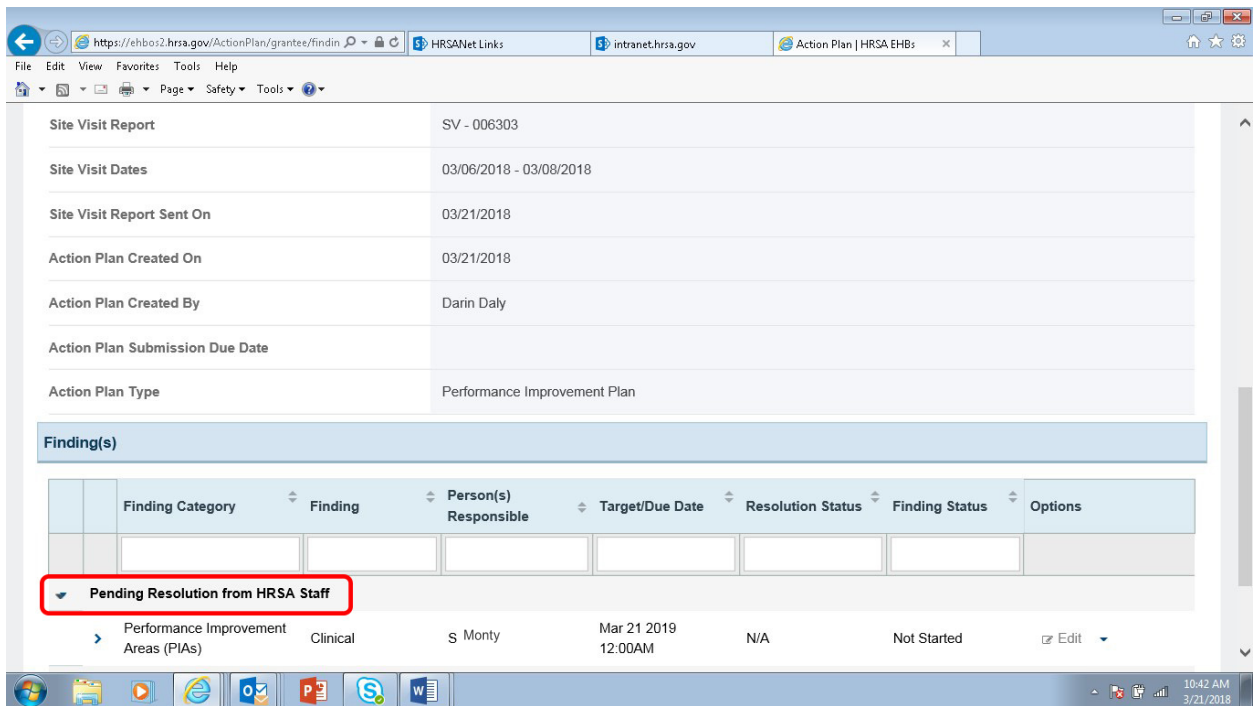 https://ehbos2.hrsa.gov/ActionPlan/grantee/findin
HRSANet Links
intranet.hrsa.gov
Action Plan | HRSA EHBs
File Edit View Favorites Tools Help
Page Safety Tools
Site Visit Report SV - 006303
Site Visit Dates 03/06/2018 - 03/08/2018
Site Visit Report Sent On 03/21/2018
Action Plan Created On 03/21/2018
Action Plan Created By Darin Daly
Action Plan Submission Due Date
Action Plan Type Performance Improvement Plan
Finding(s)
Finding Category Finding Person(s) Responsible Target/Due Date Resolution Status Finding Status Options
Pending Resolution from HRSA Staff
Performance Improvement Areas (PIAs) Clinical S Monty Mar 21 2019 12:00AM N/A Not Started Edit
10:42 AM
3/21/2018